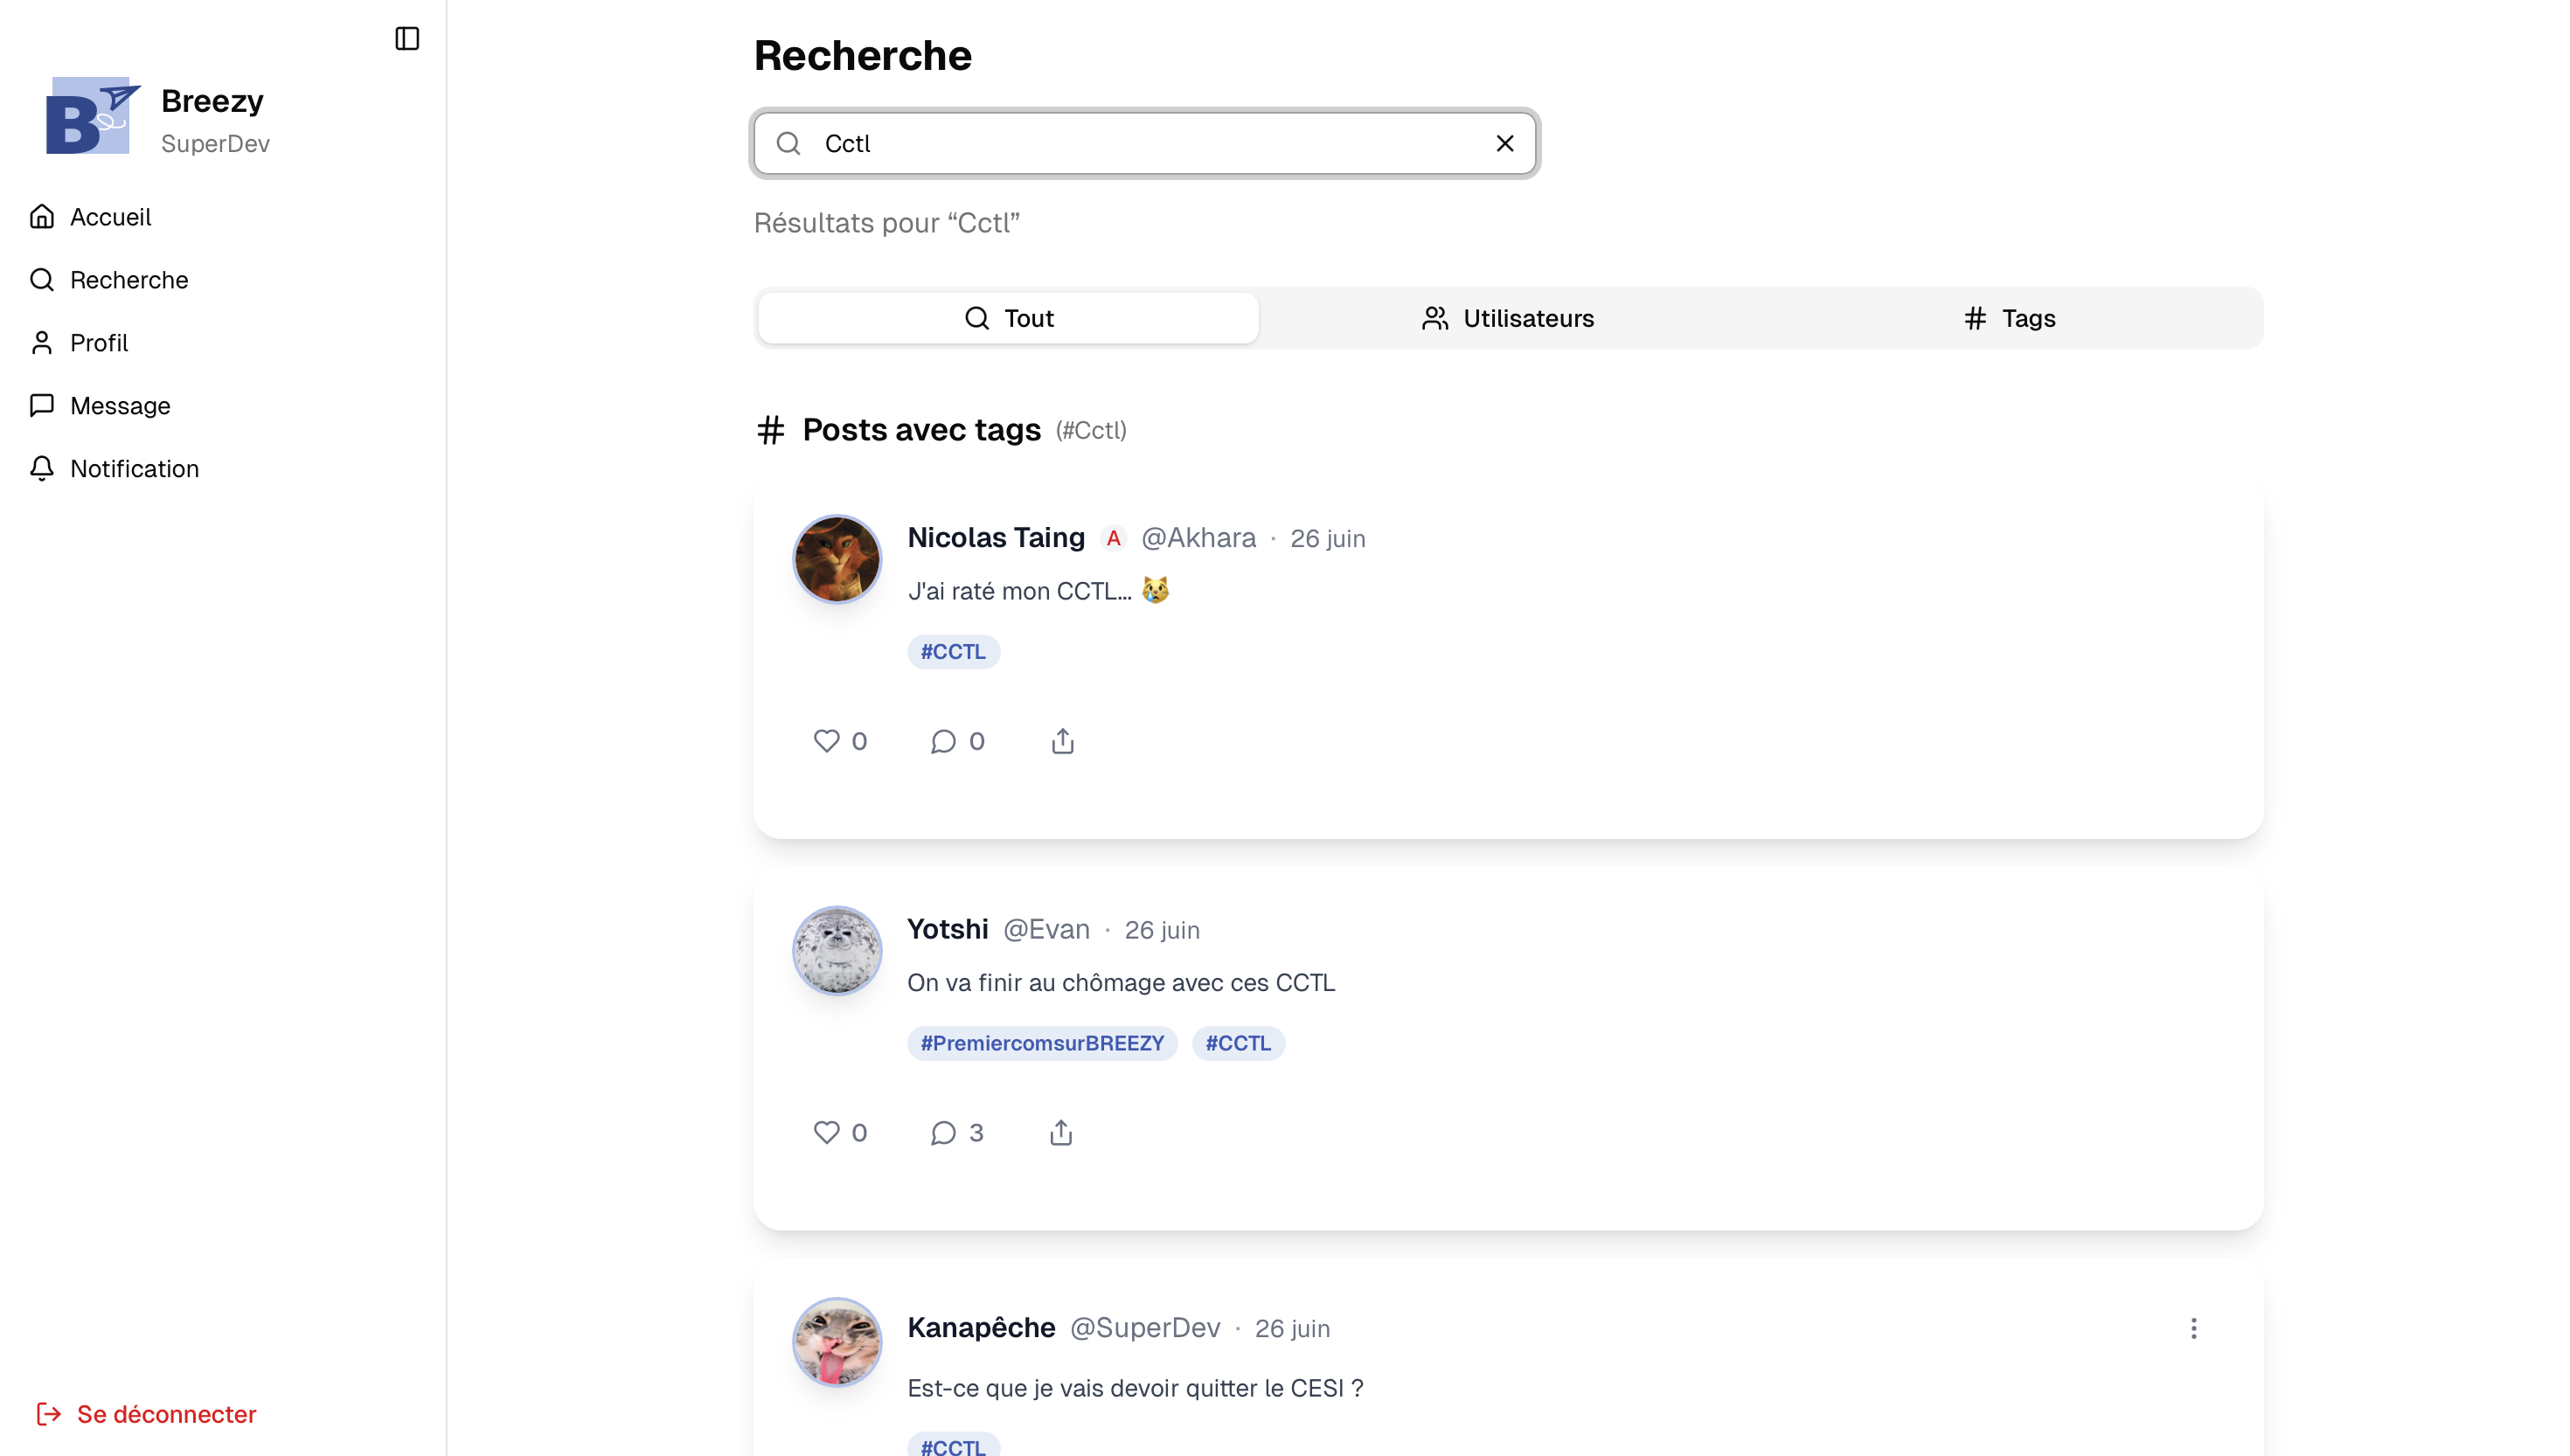 B
Breezy
SuperDev
Accueil
Recherche
Profil
Message
Notification
Se déconnecter
Recherche
Cctl
Résultats pour “Cctl”
Tout
Utilisateurs
# Tags
# Posts avec tags (#Cctl)
Nicolas Taing A @Akhara · 26 juin
J'ai raté mon CCTL... 😿
#CCTL
0 0
Yotshi @Evan · 26 juin
On va finir au chômage avec ces CCTL
#PremiercomsurBREEZY #CCTL
0 3
Kanapêche @SuperDev · 26 juin
Est-ce que je vais devoir quitter le CESI ?
#CCTL